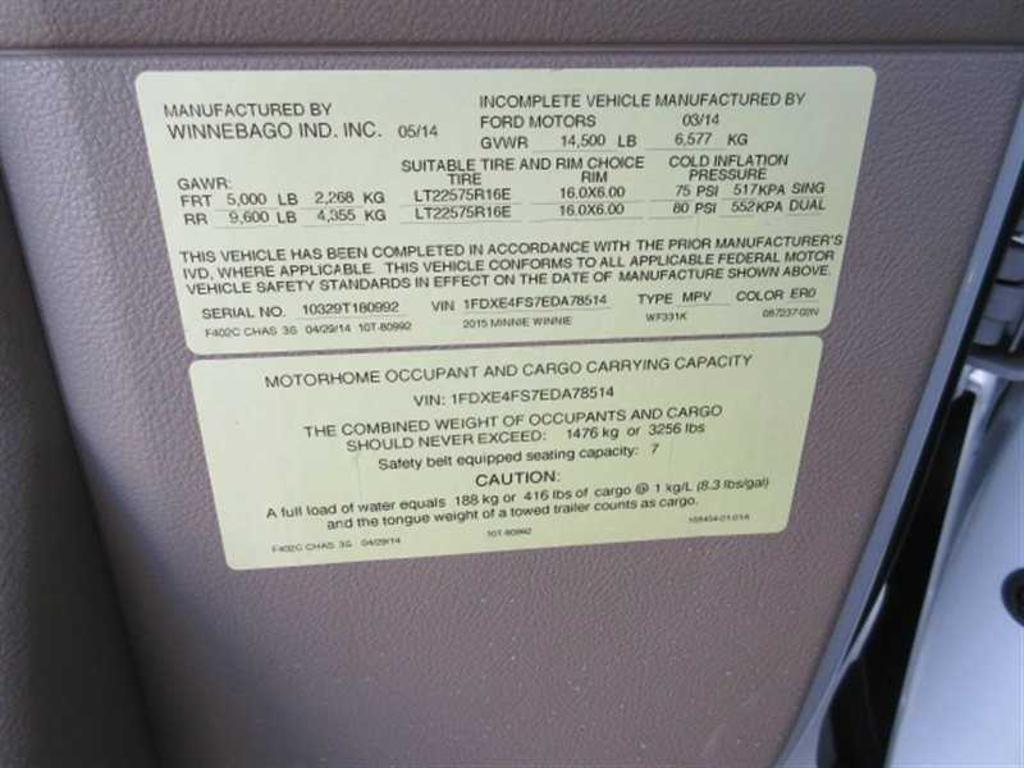 MANUFACTURED BY
WINNEBAGO IND. INC. 05/14
INCOMPLETE VEHICLE MANUFACTURED BY
FORD MOTORS 03/14
GVWR 14,500 LB 6,577 KG
SUITABLE TIRE AND RIM CHOICE COLD INFLATION
GAWR: TIRE RIM PRESSURE
FRT 5,000 LB 2,268 KG LT22575R16E 16.0X6.00 75 PSI 517KPA SING
RR 9,600 LB 4,355 KG LT22575R16E 16.0X6.00 80 PSI 552KPA DUAL
THIS VEHICLE HAS BEEN COMPLETED IN ACCORDANCE WITH THE PRIOR MANUFACTURER'S
IVD, WHERE APPLICABLE. THIS VEHICLE CONFORMS TO ALL APPLICABLE FEDERAL MOTOR
VEHICLE SAFETY STANDARDS IN EFFECT ON THE DATE OF MANUFACTURE SHOWN ABOVE.
SERIAL NO. 10329T180992 VIN 1FDXE4FS7EDA78514 TYPE MPV COLOR ER0
F402C CHAS 3G 04/29/14 10T-80992 2015 MINNIE WINNIE WF331K 087237-02N
MOTORHOME OCCUPANT AND CARGO CARRYING CAPACITY
VIN: 1FDXE4FS7EDA78514
THE COMBINED WEIGHT OF OCCUPANTS AND CARGO
SHOULD NEVER EXCEED: 1476 kg or 3256 lbs
Safety belt equipped seating capacity: 7
CAUTION:
A full load of water equals 188 kg or 416 lbs of cargo @ 1 kg/L (8.3 lbs/gal)
and the tongue weight of a towed trailer counts as cargo.
F402C CHAS 3G 04/29/14 10T-80992